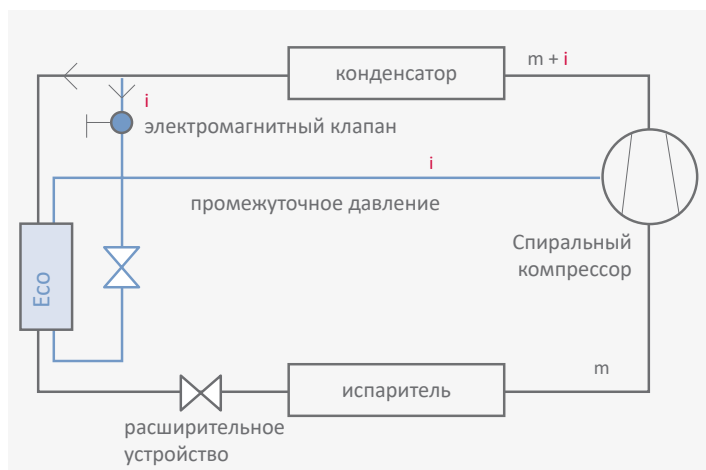 конденсатор
m + i
i
электромагнитный клапан
i
промежуточное давление
Спиральный
компрессор
Eco
m
испаритель
расширительное
устройство